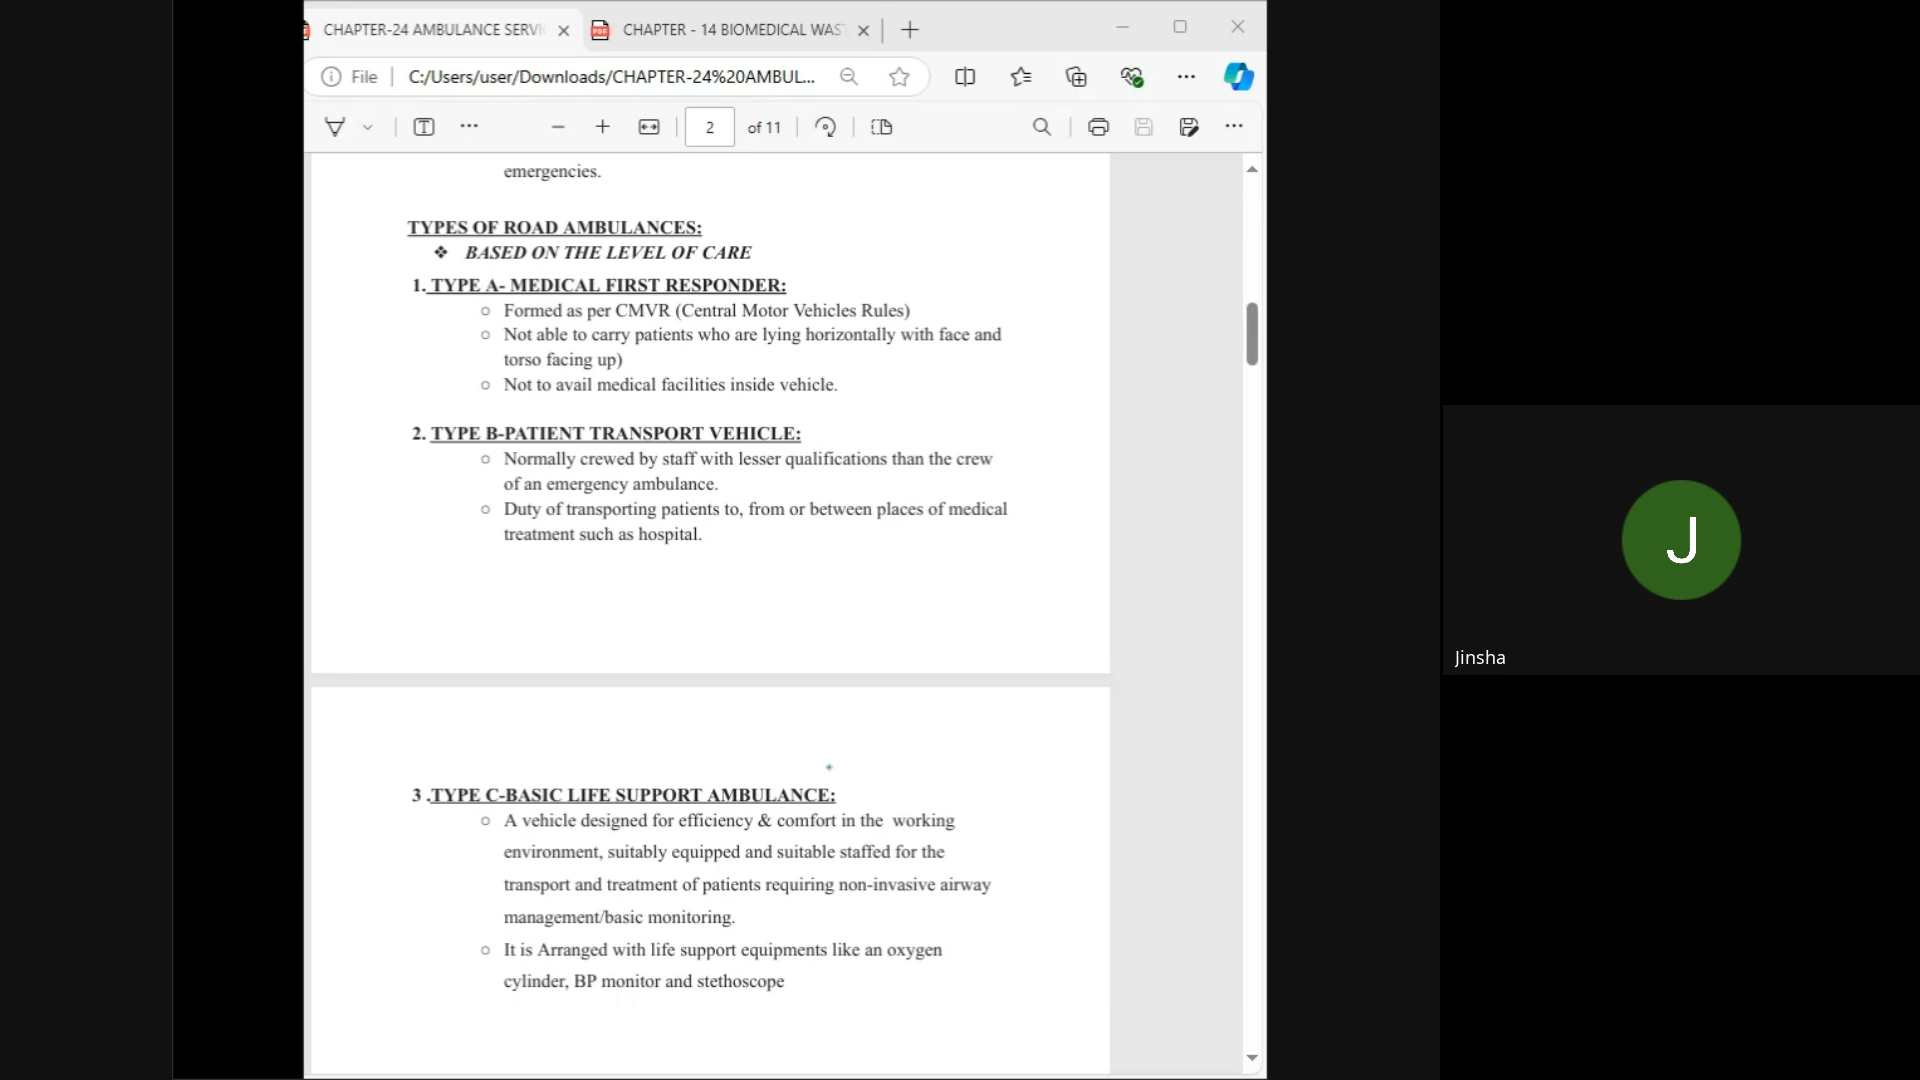 CHAPTER-24 AMBULANCE SERVI
CHAPTER - 14 BIOMEDICAL WAS
File
C:/Users/user/Downloads/CHAPTER-24%20AMBUL...
2
of 11
emergencies.
TYPES OF ROAD AMBULANCES:
❖ BASED ON THE LEVEL OF CARE
1. TYPE A- MEDICAL FIRST RESPONDER:
○ Formed as per CMVR (Central Motor Vehicles Rules)
○ Not able to carry patients who are lying horizontally with face and
torso facing up)
○ Not to avail medical facilities inside vehicle.
2. TYPE B-PATIENT TRANSPORT VEHICLE:
○ Normally crewed by staff with lesser qualifications than the crew
of an emergency ambulance.
○ Duty of transporting patients to, from or between places of medical
treatment such as hospital.
3 .TYPE C-BASIC LIFE SUPPORT AMBULANCE:
○ A vehicle designed for efficiency & comfort in the working
environment, suitably equipped and suitable staffed for the
transport and treatment of patients requiring non-invasive airway
management/basic monitoring.
○ It is Arranged with life support equipments like an oxygen
cylinder, BP monitor and stethoscope
J
Jinsha